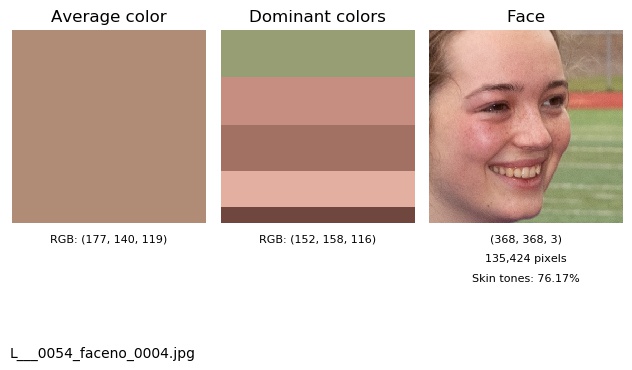 Average color
Dominant colors
Face
RGB: (177, 140, 119)
RGB: (152, 158, 116)
(368, 368, 3)
135,424 pixels
Skin tones: 76.17%
L___0054_faceno_0004.jpg